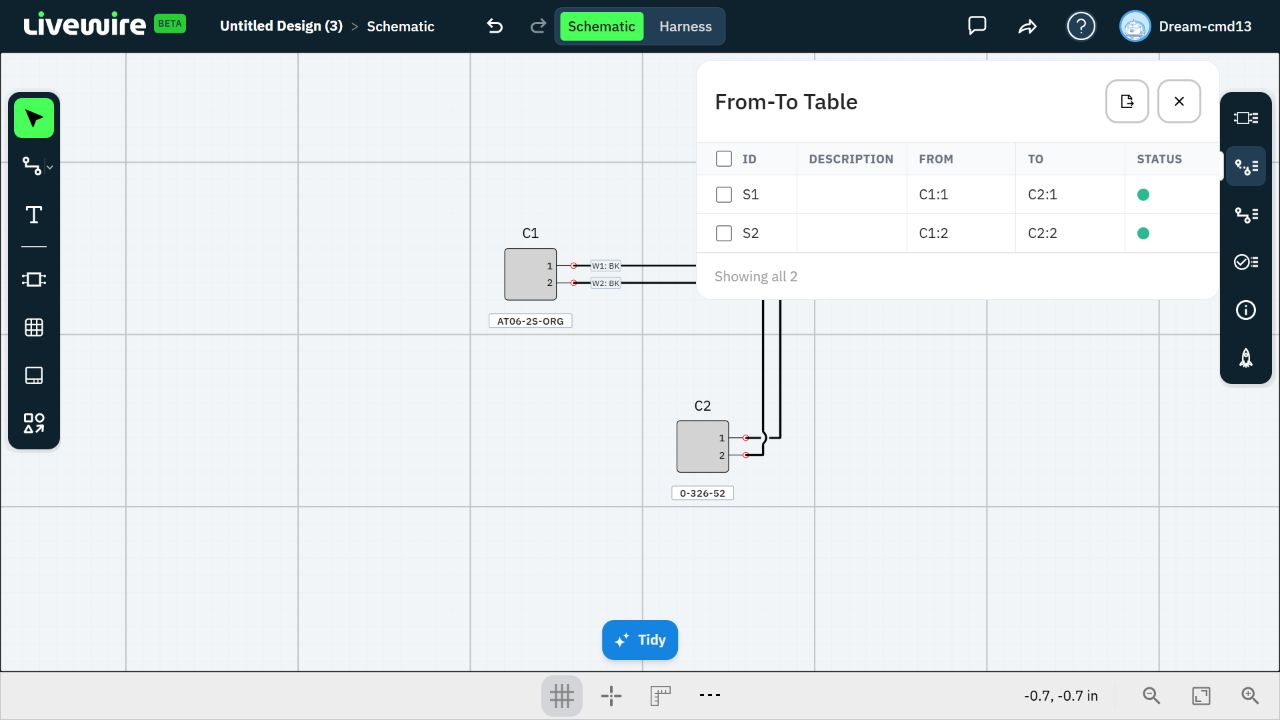 Livewire BETA
Untitled Design (3) > Schematic
Schematic Harness
? Dream-cmd13
From-To Table
ID DESCRIPTION FROM TO STATUS
S1 C1:1 C2:1
S2 C1:2 C2:2
Showing all 2
C1
1 W1: BK
2 W2: BK
AT06-2S-ORG
C2
1
2
0-326-52
Tidy
-0.7, -0.7 in